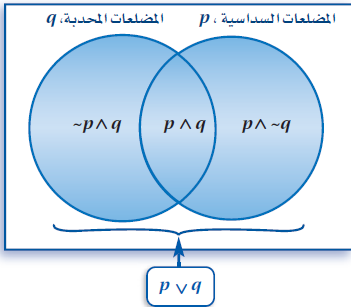 المضلعات السداسية ، p المضلعات المحدبة، q
~p∧q p∧q p∧~q
p ∨ q